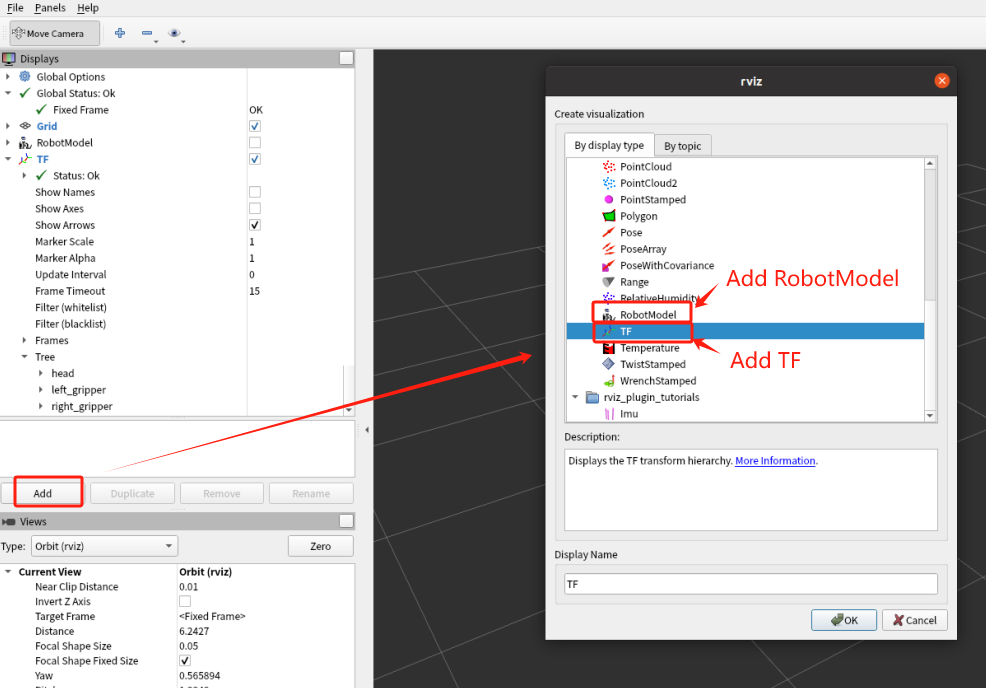 File Panels Help
Move Camera
Displays
Global Options
Global Status: Ok
Fixed Frame OK
Grid
RobotModel
TF
Status: Ok
Show Names
Show Axes
Show Arrows
Marker Scale 1
Marker Alpha 1
Update Interval 0
Frame Timeout 15
Filter (whitelist)
Filter (blacklist)
Frames
Tree
head
left_gripper
right_gripper
Add Duplicate Remove Rename
Views
Type: Orbit (rviz) Zero
Current View Orbit (rviz)
Near Clip Distance 0.01
Invert Z Axis
Target Frame <Fixed Frame>
Distance 6.2427
Focal Shape Size 0.05
Focal Shape Fixed Size
Yaw 0.565894
rviz
Create visualization
By display type By topic
PointCloud
PointCloud2
PointStamped
Polygon
Pose
PoseArray
PoseWithCovariance
Range
RelativeHumidity
RobotModel
TF
Temperature
TwistStamped
WrenchStamped
rviz_plugin_tutorials
Imu
Add RobotModel
Add TF
Description:
Displays the TF transform hierarchy. More Information.
Display Name
TF
OK Cancel